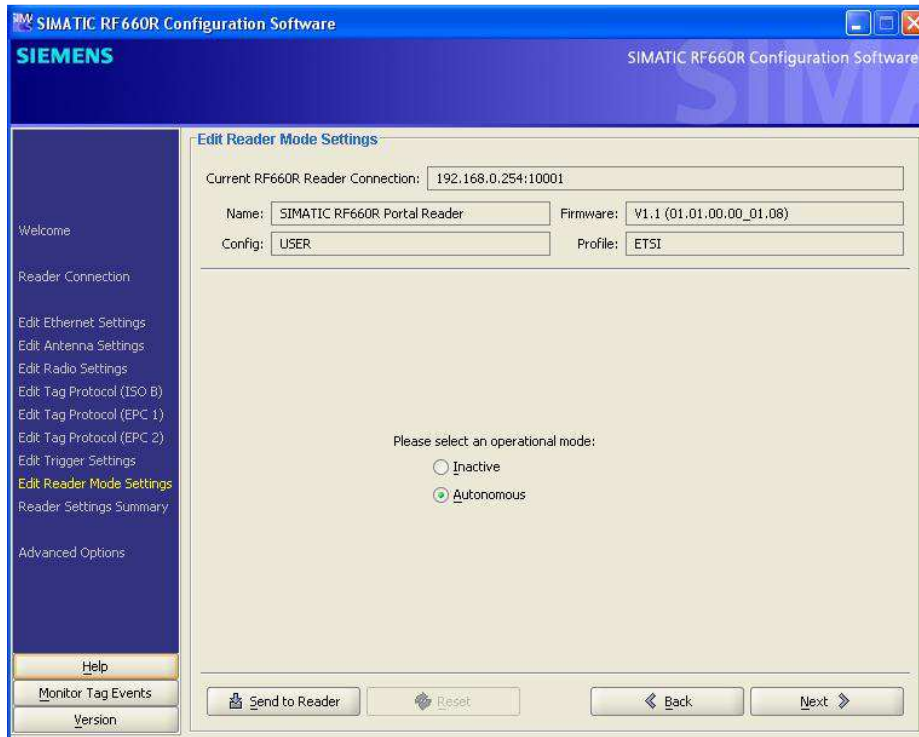 SIMATIC RF660R Configuration Software
SIEMENS
SIMATIC RF660R Configuration Software
Welcome
Reader Connection
Edit Ethernet Settings
Edit Antenna Settings
Edit Radio Settings
Edit Tag Protocol (ISO B)
Edit Tag Protocol (EPC 1)
Edit Tag Protocol (EPC 2)
Edit Trigger Settings
Edit Reader Mode Settings
Reader Settings Summary
Advanced Options
Help
Monitor Tag Events
Version
Edit Reader Mode Settings
Current RF660R Reader Connection: 192.168.0.254:10001
Name: SIMATIC RF660R Portal Reader Firmware: V1.1 (01.01.00.00_01.08)
Config: USER Profile: ETSI
Please select an operational mode:
Inactive
Autonomous
Send to Reader Reset Back Next